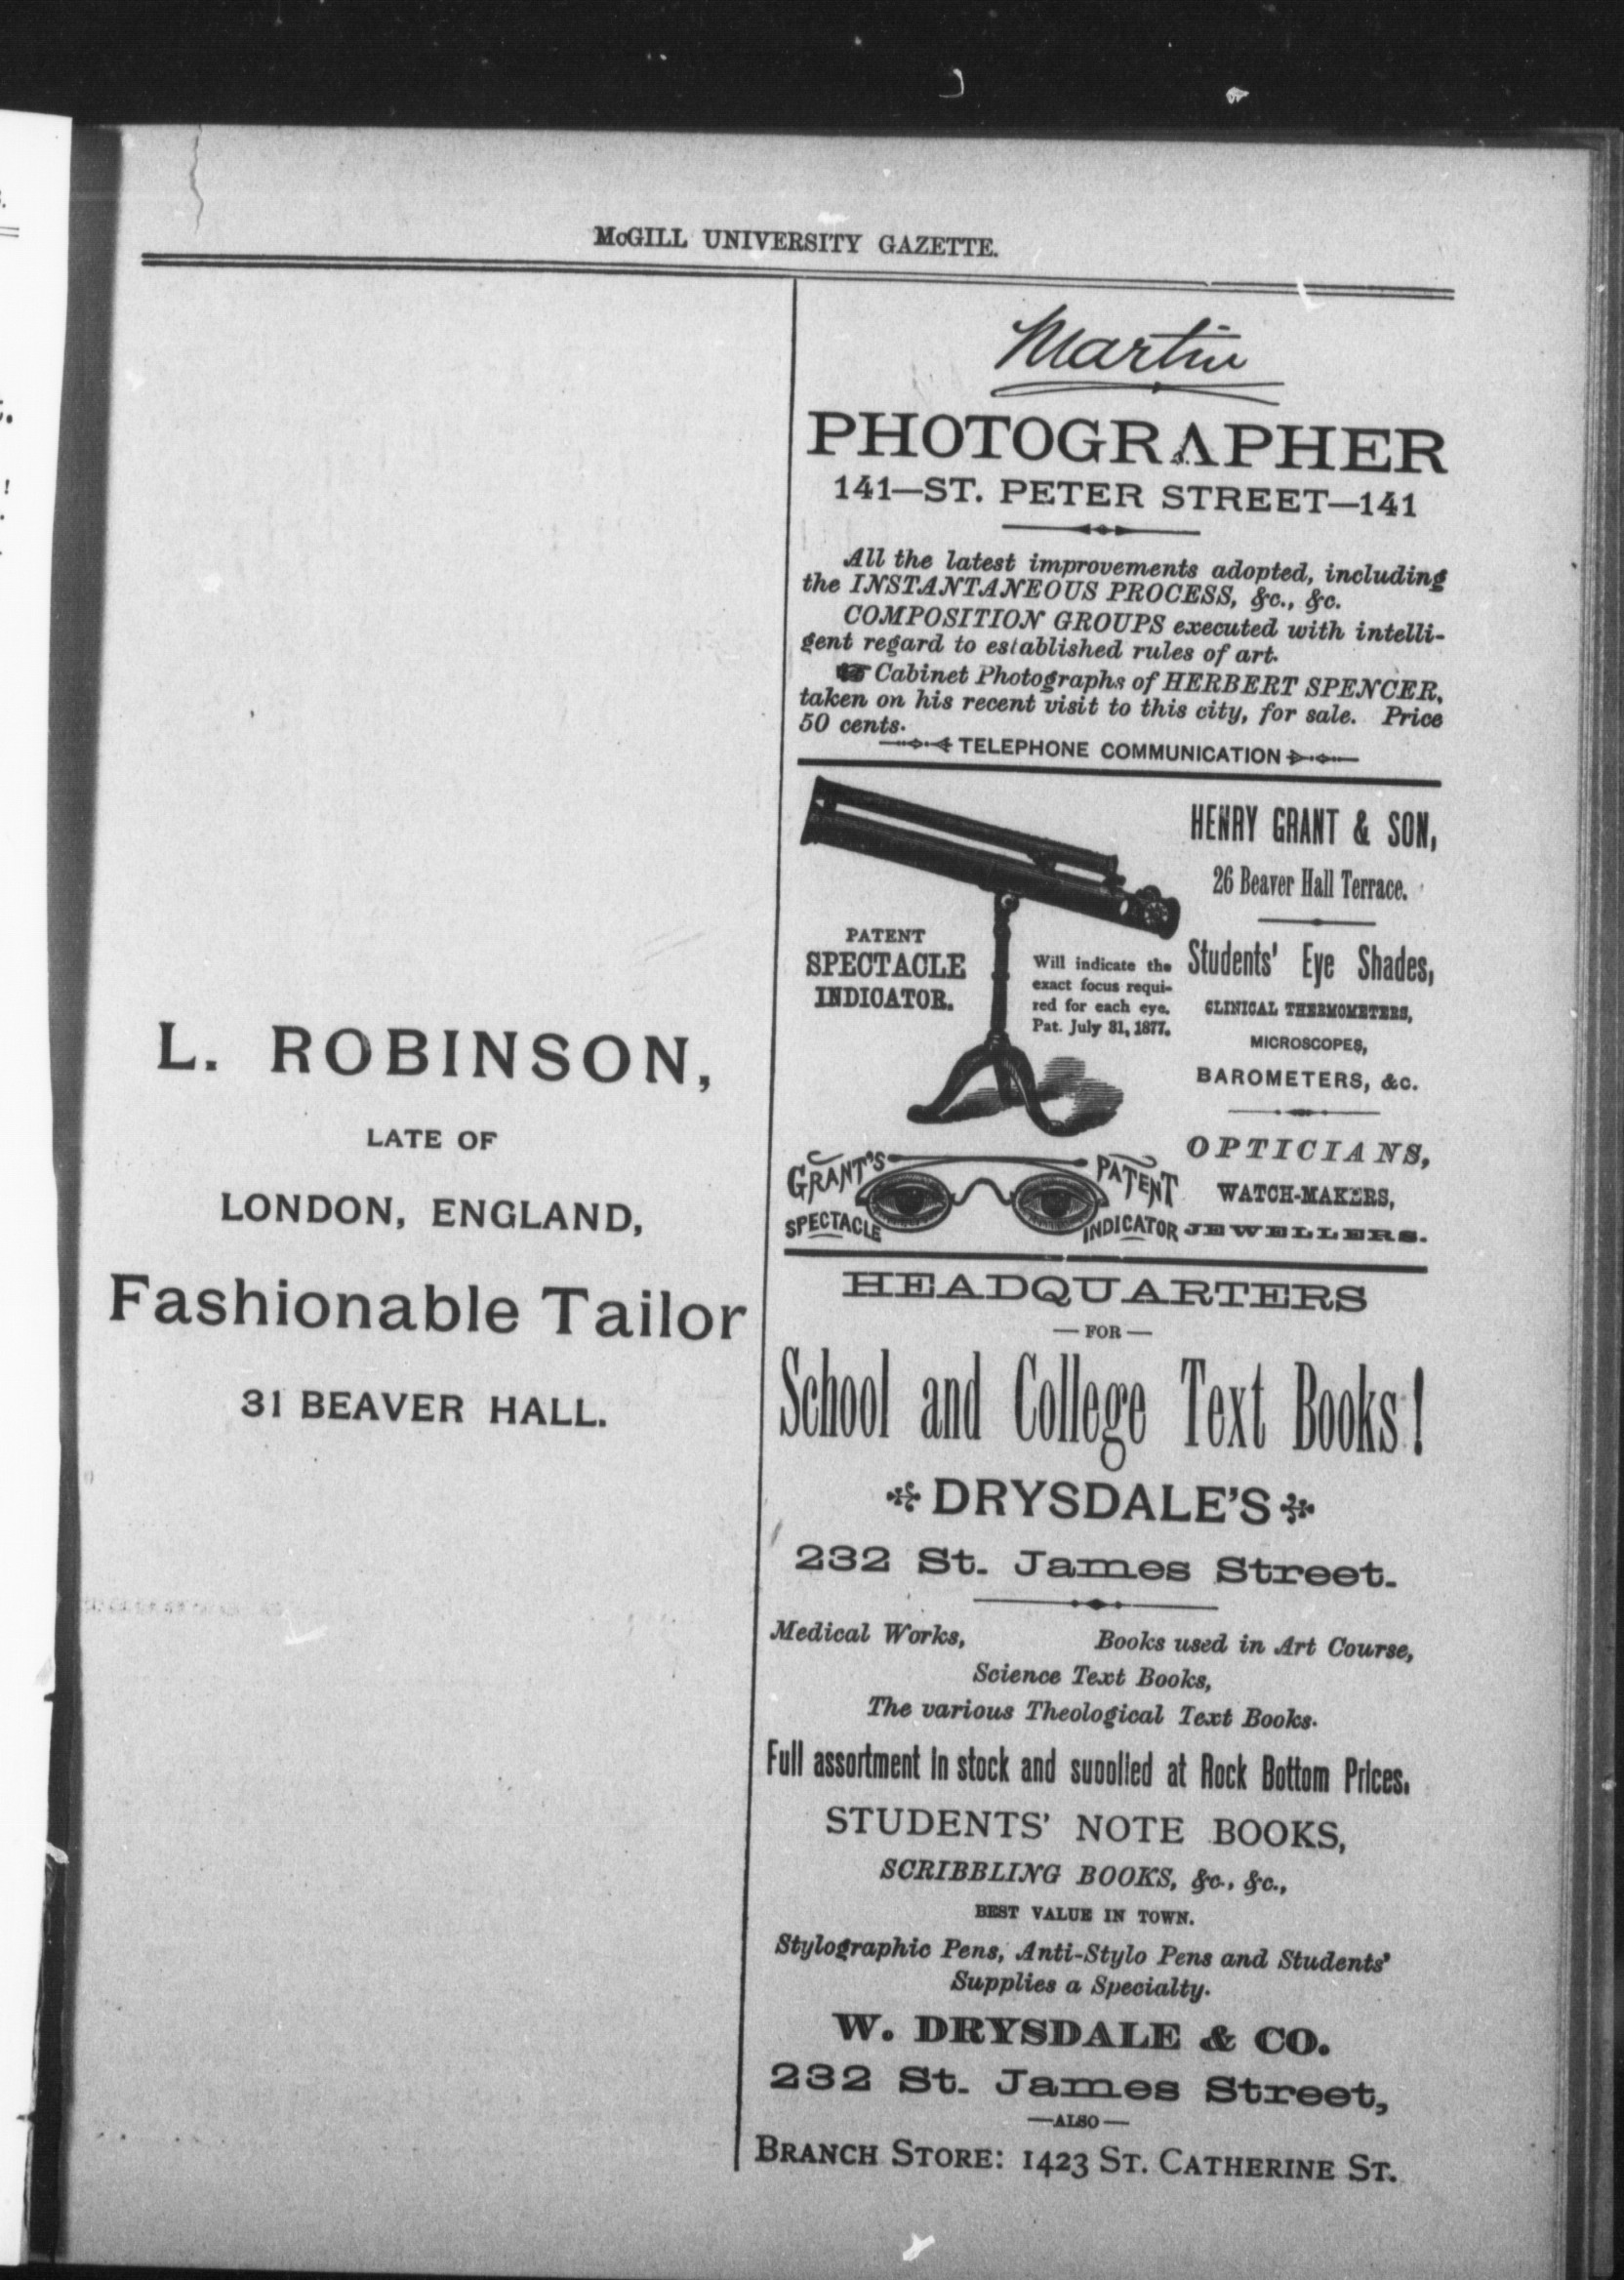 McGILL UNIVERSITY GAZETTE.
L. ROBINSON,
LATE OF
LONDON, ENGLAND,
Fashionable Tailor
31 BEAVER HALL.
Martin
PHOTOGRAPHER
141—ST. PETER STREET—141
All the latest improvements adopted, including
the INSTANTANEOUS PROCESS, &c., &c.
COMPOSITION GROUPS executed with intelli-
gent regard to established rules of art.
Cabinet Photographs of HERBERT SPENCER,
taken on his recent visit to this city, for sale. Price
50 cents.
TELEPHONE COMMUNICATION
PATENT
SPECTACLE
INDICATOR.
Will indicate the
exact focus requi-
red for each eye.
Pat. July 31, 1877.
GRANT'S PATENT
SPECTACLE INDICATOR
HENRY GRANT & SON,
26 Beaver Hall Terrace.
Students' Eye Shades,
CLINICAL THERMOMETERS,
MICROSCOPES,
BAROMETERS, &c.
OPTICIANS,
WATCH-MAKERS,
JEWELLERS.
HEADQUARTERS
— FOR —
School and College Text Books!
DRYSDALE'S
232 St. James Street.
Medical Works, Books used in Art Course,
Science Text Books,
The various Theological Text Books.
Full assortment in stock and supplied at Rock Bottom Prices.
STUDENTS' NOTE BOOKS,
SCRIBBLING BOOKS, &c., &c.,
BEST VALUE IN TOWN.
Stylographic Pens, Anti-Stylo Pens and Students'
Supplies a Specialty.
W. DRYSDALE & CO.
232 St. James Street,
—ALSO—
BRANCH STORE: 1423 ST. CATHERINE ST.